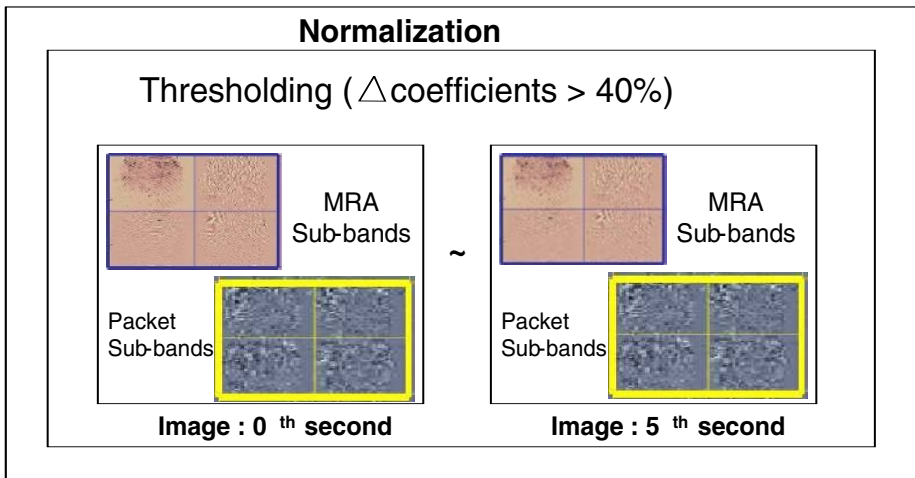 Normalization
Thresholding (△coefficients > 40%)
MRA
Sub-bands
Packet
Sub-bands
Image : 0 th second
~
MRA
Sub-bands
Packet
Sub-bands
Image : 5 th second